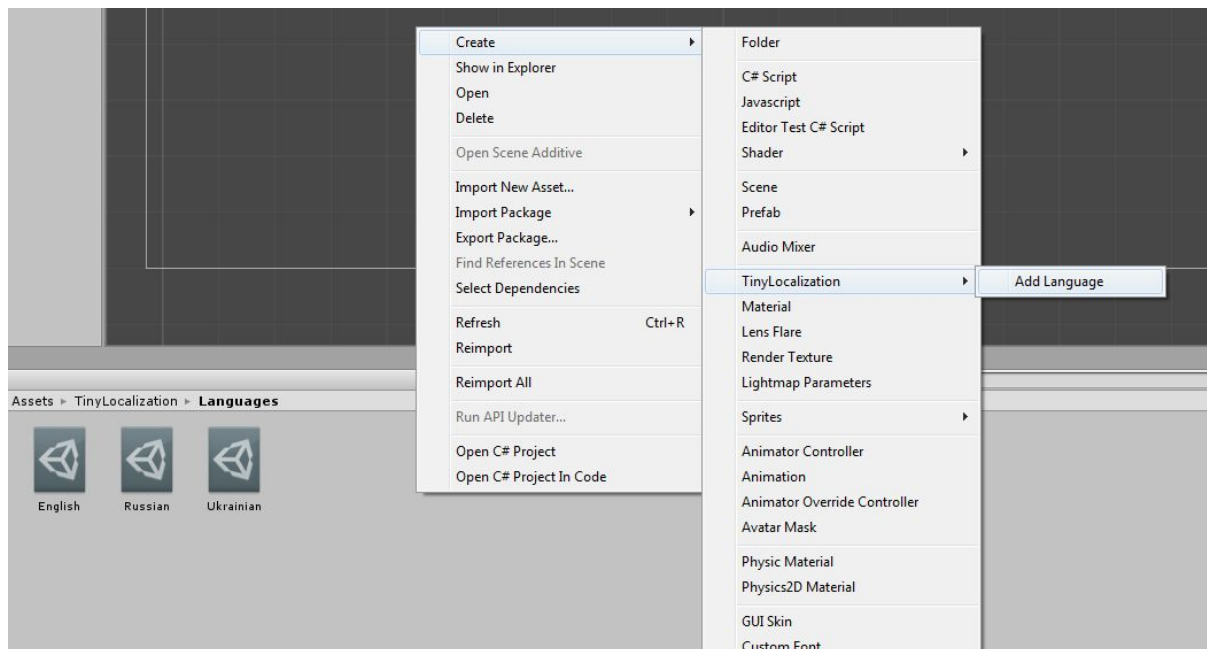 Create
Show in Explorer
Open
Delete
Open Scene Additive
Import New Asset...
Import Package
Export Package...
Find References In Scene
Select Dependencies
Refresh Ctrl+R
Reimport
Reimport All
Run API Updater...
Open C# Project
Open C# Project In Code
Folder
C# Script
Javascript
Editor Test C# Script
Shader
Scene
Prefab
Audio Mixer
TinyLocalization
Material
Lens Flare
Render Texture
Lightmap Parameters
Sprites
Animator Controller
Animation
Animator Override Controller
Avatar Mask
Physic Material
Physics2D Material
GUI Skin
Custom Font
Add Language
Assets ▸ TinyLocalization ▸ Languages
English Russian Ukrainian